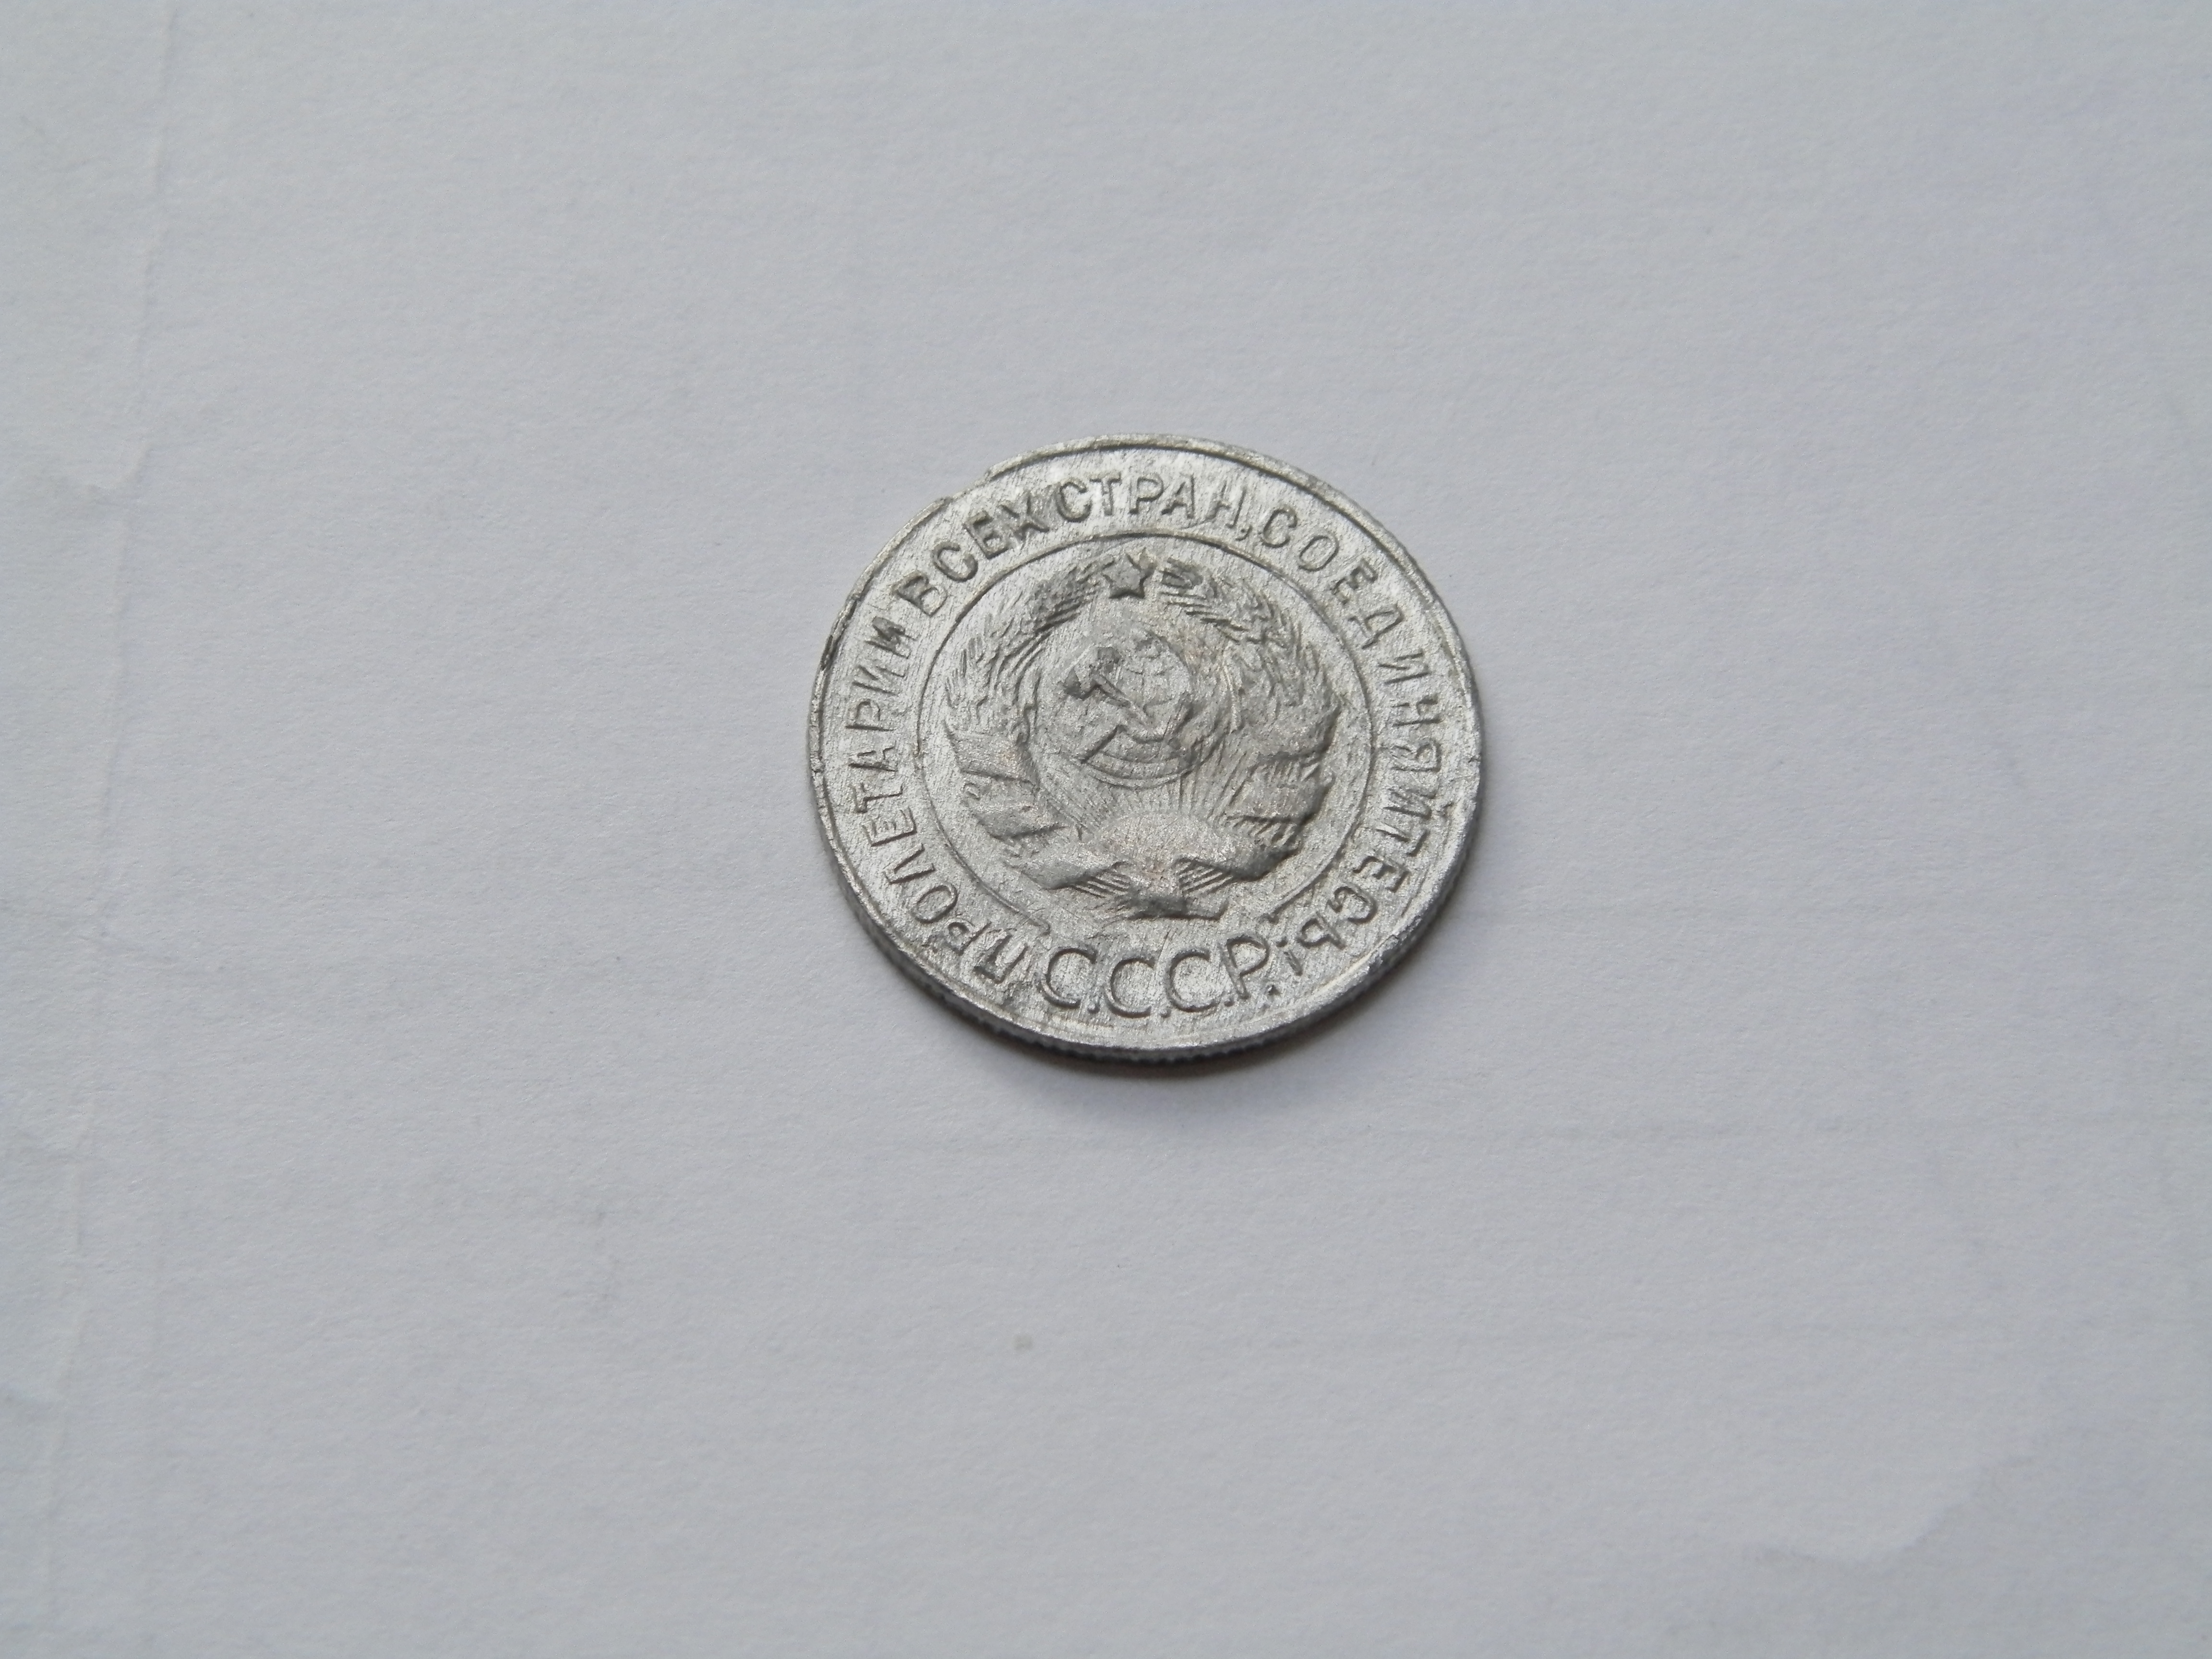 ПРОЛЕТАРИИ ВСЕХ СТРАН, СОЕДИНЯЙТЕСЬ!
С.С.С.Р.